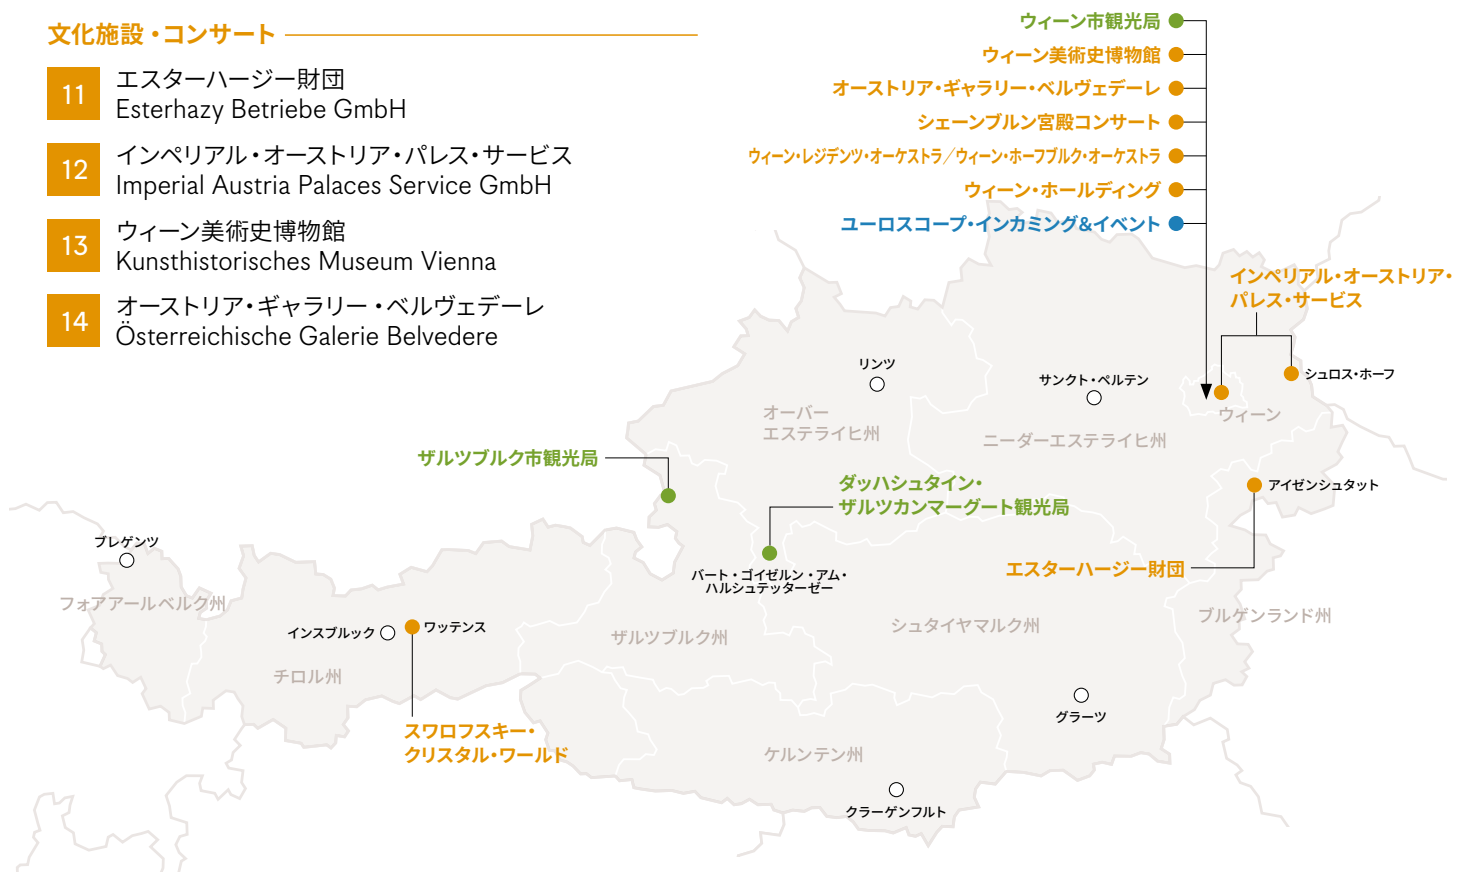 文化施設・コンサート
11
エスターハージー財団
Esterhazy Betriebe GmbH
12
インペリアル・オーストリア・パレス・サービス
Imperial Austria Palaces Service GmbH
13
ウィーン美術史博物館
Kunsthistorisches Museum Vienna
14
オーストリア・ギャラリー・ベルヴェデーレ
Österreichische Galerie Belvedere
ウィーン市観光局
ウィーン美術史博物館
オーストリア・ギャラリー・ベルヴェデーレ
シェーンブルン宮殿コンサート
ウィーン・レジデンツ・オーケストラ／ウィーン・ホーフブルク・オーケストラ
ウィーン・ホールディング
ユーロスコープ・インカミング&イベント
インペリアル・オーストリア・
パレス・サービス
リンツ
サンクト・ペルテン
シュロス・ホーフ
オーバー
エステライヒ州
ニーダーエステライヒ州
ウィーン
ザルツブルク市観光局
ダッハシュタイン・
ザルツカンマーグート観光局
アイゼンシュタット
ブレゲンツ
バート・ゴイゼルン・アム・
ハルシュテッターゼー
エスターハージー財団
フォアアールベルク州
インスブルック
ワッテンス
ザルツブルク州
シュタイヤマルク州
ブルゲンランド州
チロル州
グラーツ
スワロフスキー・
クリスタル・ワールド
ケルンテン州
クラーゲンフルト